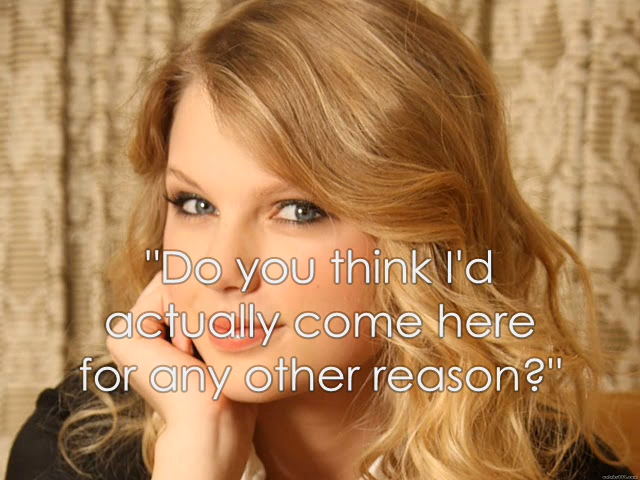 "Do you think I'd
actually come here
for any other reason?"